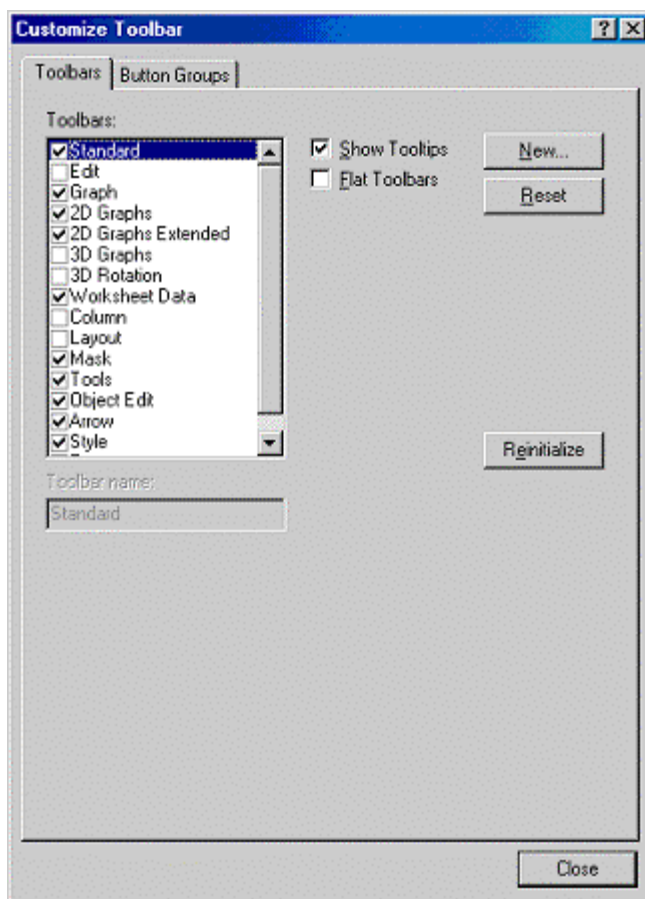 Customize Toolbar
Toolbars
Button Groups
Toolbars:
Standard
Edit
Graph
2D Graphs
2D Graphs Extended
3D Graphs
3D Rotation
Worksheet Data
Column
Layout
Mask
Tools
Object Edit
Arrow
Style
Show Tooltips
Flat Toolbars
New...
Reset
Reinitialize
Toolbar name:
Standard
Close